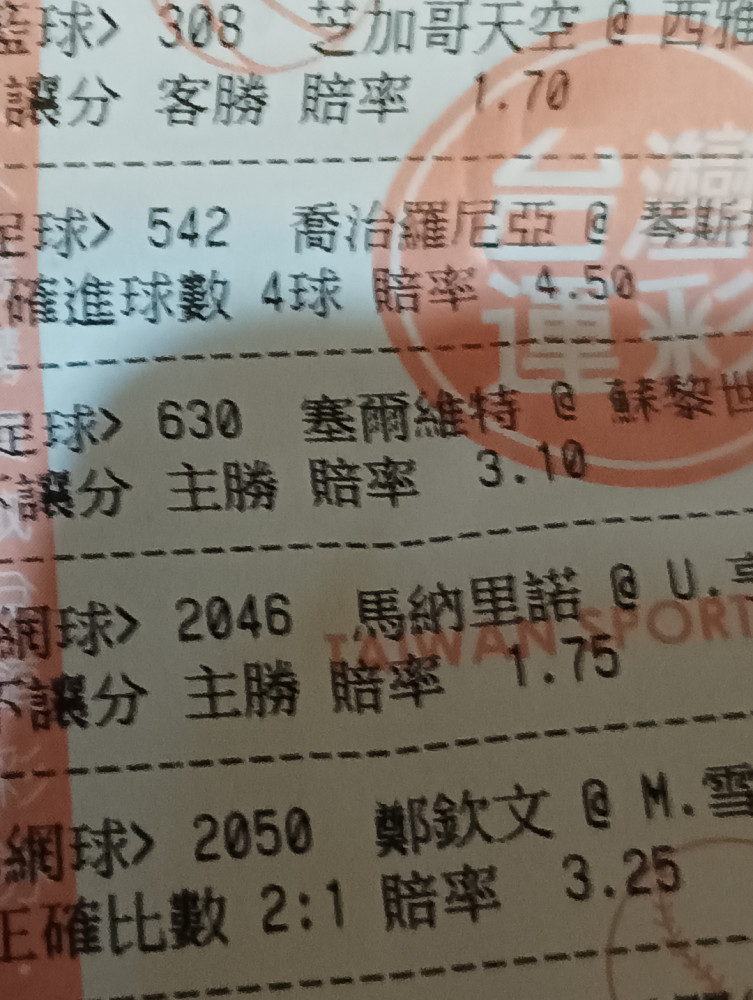 籃球> 308 芝加哥天空 @ 西雅
讓分 客勝 賠率 1.70
足球> 542 喬治羅尼亞 @ 琴斯
確進球數 4球 賠率 4.50
足球> 630 塞爾維特 @ 蘇黎世
不讓分 主勝 賠率 3.10
網球> 2046 馬納里諾 @ U.
不讓分 主勝 賠率 1.75
網球> 2050 鄭欽文 @ M.雪
正確比數 2:1 賠率 3.25
台灣
運彩
TAIWAN SPORT